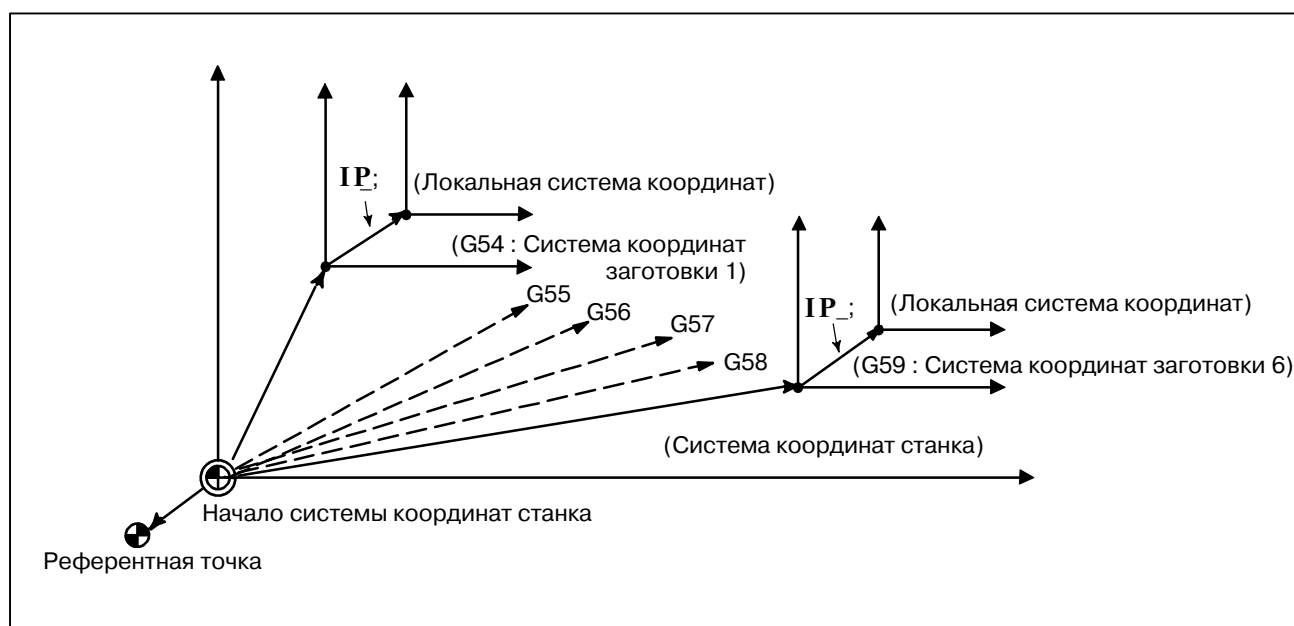 IP_;
(Локальная система координат)
(G54 : Система координат
заготовки 1)
G55
G56
G57
G58
IP_;
(Локальная система координат)
(G59 : Система координат заготовки 6)
(Система координат станка)
Начало системы координат станка
Референтная точка